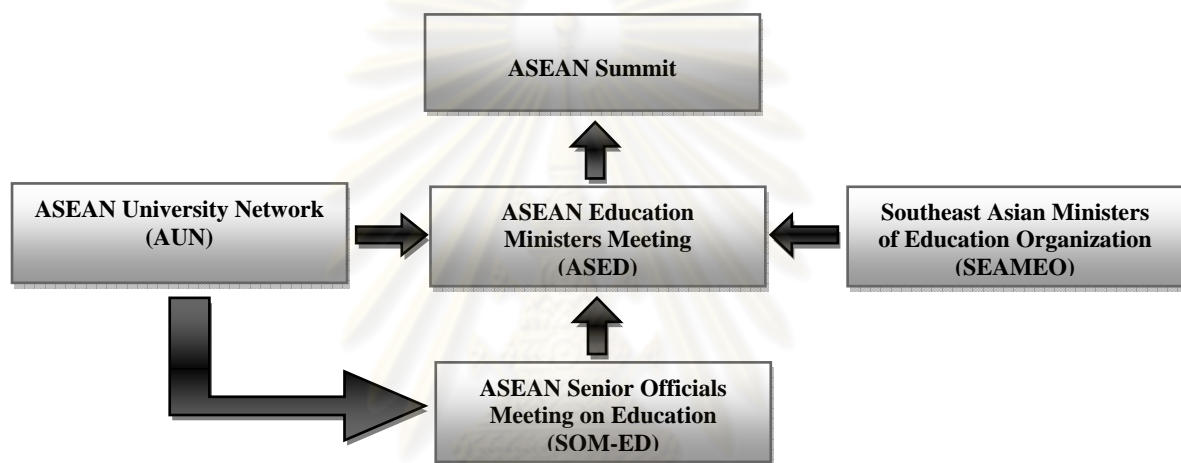 ASEAN Summit
ASEAN University Network
(AUN)
ASEAN Education
Ministers Meeting
(ASED)
Southeast Asian Ministers
of Education Organization
(SEAMEO)
ASEAN Senior Officials
Meeting on Education
(SOM-ED)